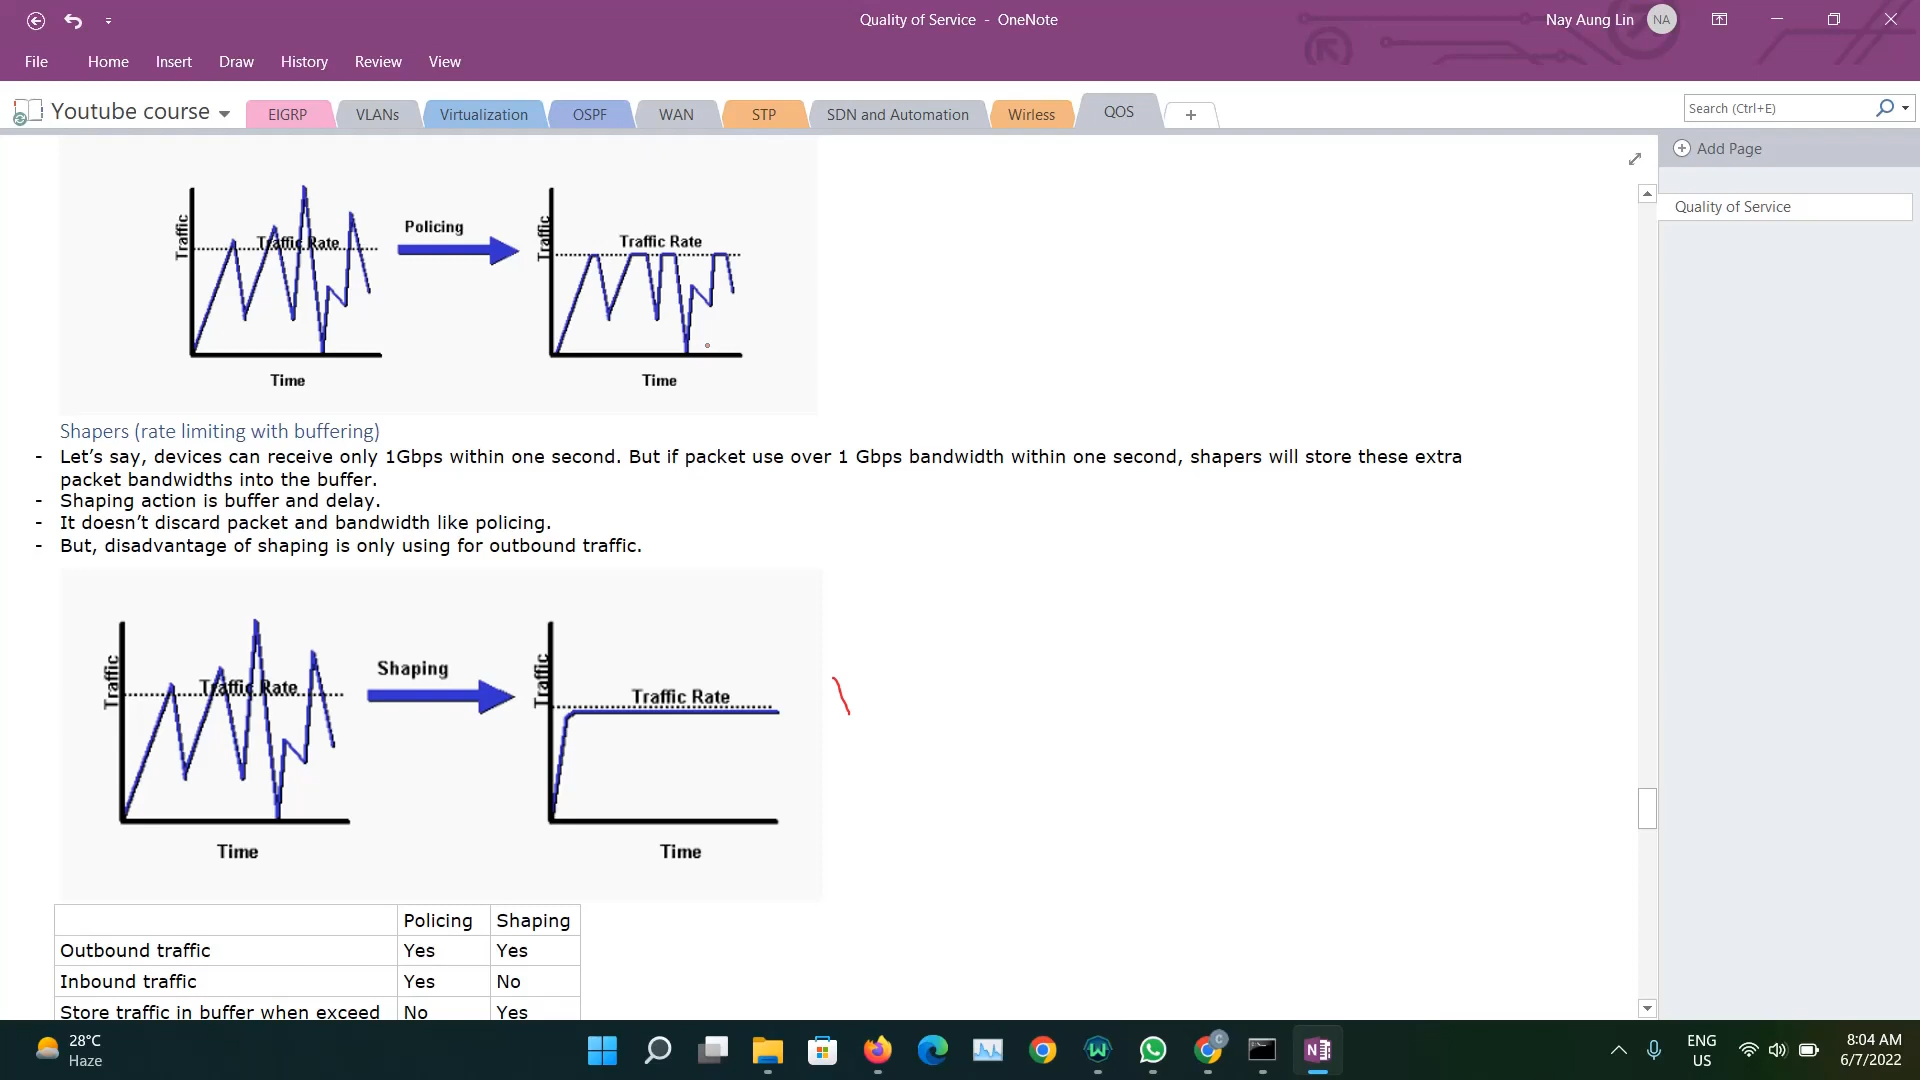 Quality of Service - OneNote
Nay Aung Lin
NA
File Home Insert Draw History Review View
Youtube course
EIGRP VLANs Virtualization OSPF WAN STP SDN and Automation Wirless QOS +
Search (Ctrl+E)
Add Page
Quality of Service
Traffic
Traffic Rate
Policing
Traffic
Traffic Rate
Time
Time
Shapers (rate limiting with buffering)
- Let's say, devices can receive only 1Gbps within one second. But if packet use over 1 Gbps bandwidth within one second, shapers will store these extra
packet bandwidths into the buffer.
- Shaping action is buffer and delay.
- It doesn't discard packet and bandwidth like policing.
- But, disadvantage of shaping is only using for outbound traffic.
Traffic
Traffic Rate
Shaping
Traffic
Traffic Rate
Time
Time
Policing Shaping
Outbound traffic Yes Yes
Inbound traffic Yes No
Store traffic in buffer when exceed No Yes
28°C
Haze
ENG
US
8:04 AM
6/7/2022